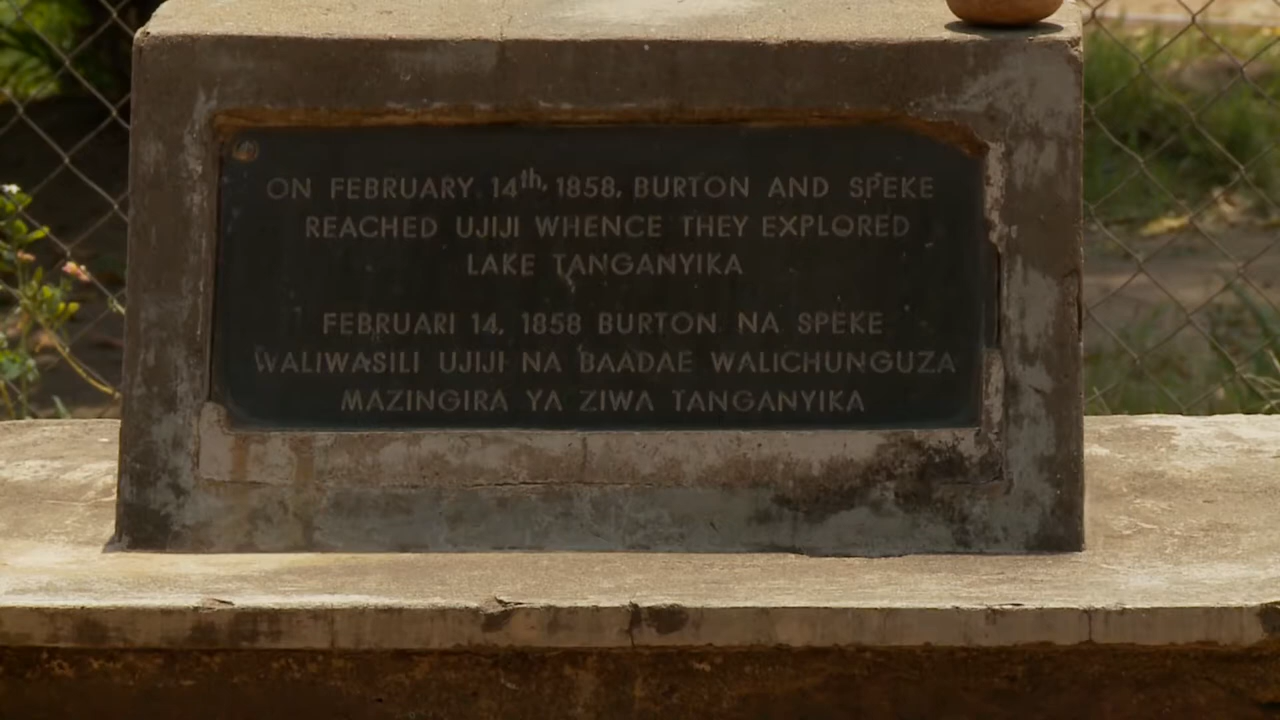 ON FEBRUARY 14th, 1858, BURTON AND SPEKE
REACHED UJIJI WHENCE THEY EXPLORED
LAKE TANGANYIKA
FEBRUARI 14, 1858 BURTON NA SPEKE
WALIWASILI UJIJI NA BAADAE WALICHUNGUZA
MAZINGIRA YA ZIWA TANGANYIKA